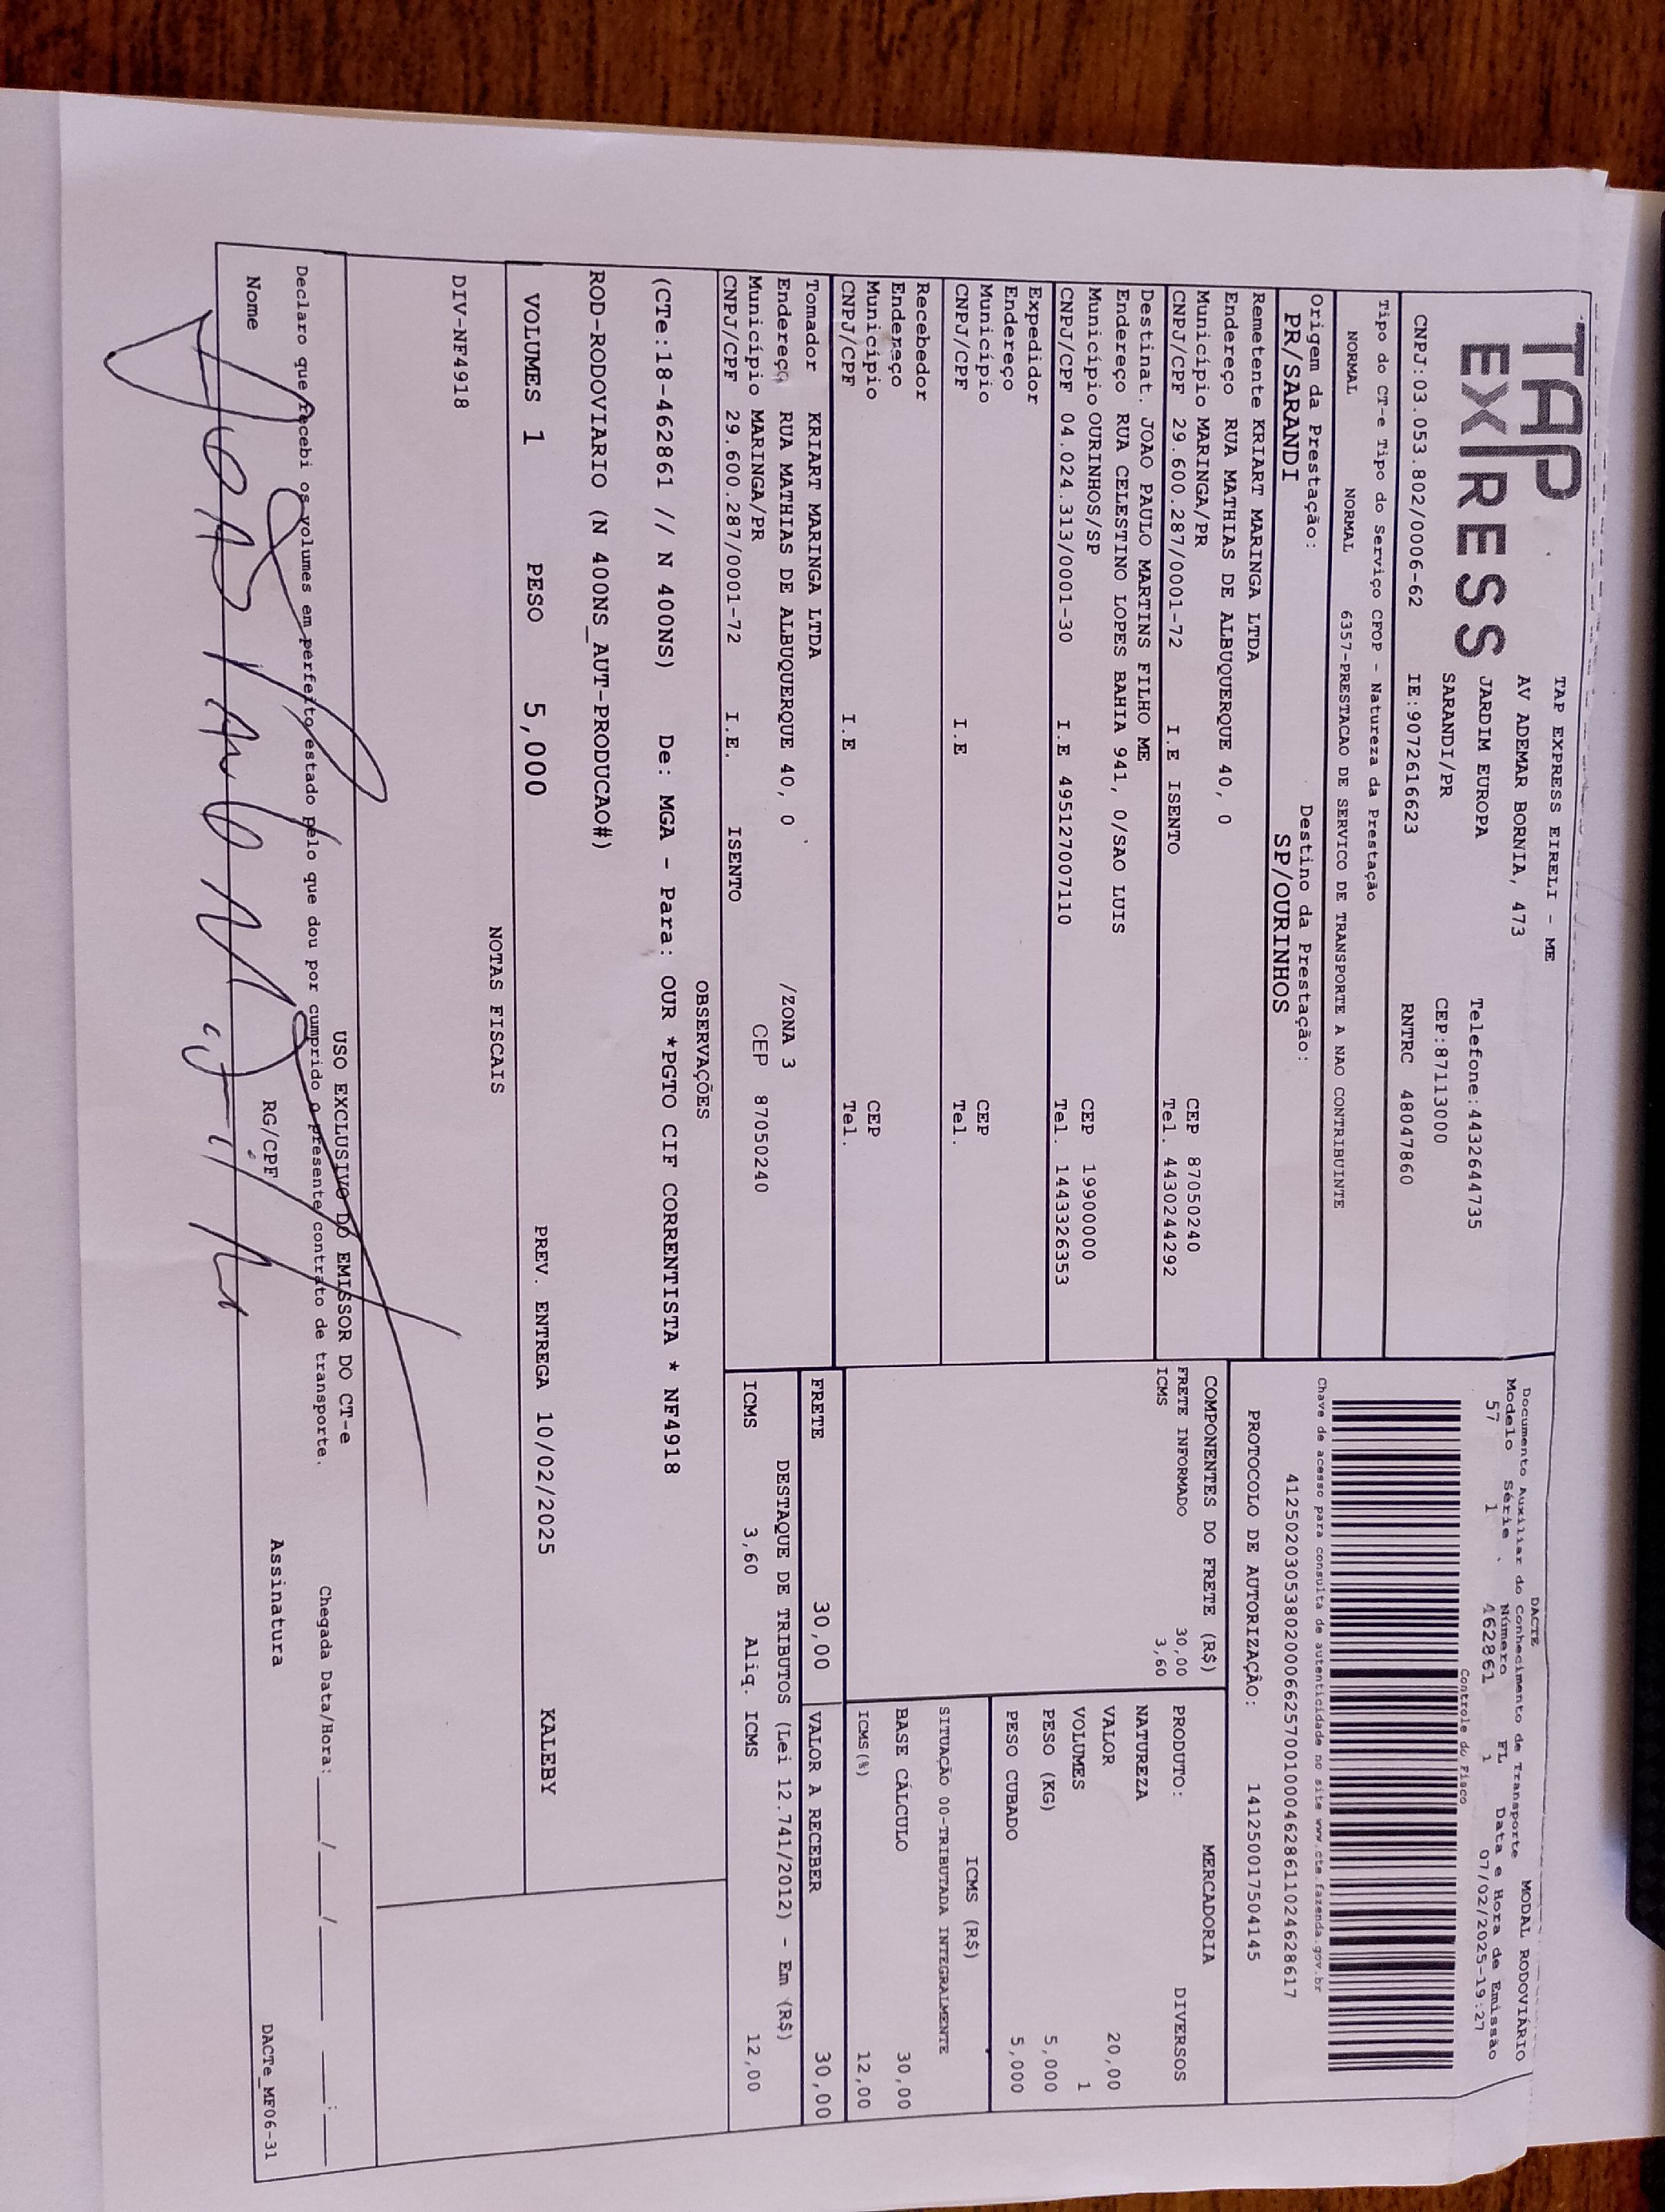 TAP EXPRESS
TAP EXPRESS EIRELI - ME
AV ADEMAR BORNIA, 473
JARDIM EUROPA Telefone:4432644735
SARANDI/PR CEP:87113000
CNPJ:03.053.802/0006-62 IE:9072616623 RNTRC 48047860
Tipo do CT-e Tipo do Serviço CFOP - Natureza da Prestação
NORMAL NORMAL 6357-PRESTACAO DE SERVICO DE TRANSPORTE A NAO CONTRIBUINTE
Origem da Prestação: Destino da Prestação:
PR/SARANDI SP/OURINHOS
DACTE MODAL RODOVIÁRIO
Documento Auxiliar do Conhecimento de Transporte
Modelo Série Número FL Data e Hora de Emissão
57 1 462861 1 07/02/2025-19:27
Controle do Fisco
Chave de acesso para consulta de autenticidade no site www.cte.fazenda.gov.br
41250203053802000662570010004628611024628617
PROTOCOLO DE AUTORIZAÇÃO: 141250017504145
Remetente KRIART MARINGA LTDA
Endereço RUA MATHIAS DE ALBUQUERQUE 40, 0
Município MARINGA/PR CEP 87050240
CNPJ/CPF 29.600.287/0001-72 I.E ISENTO Tel. 4430244292
Destinat. JOAO PAULO MARTINS FILHO ME
Endereço RUA CELESTINO LOPES BAHIA 941, 0/SAO LUIS
Município OURINHOS/SP CEP 19900000
CNPJ/CPF 04.024.313/0001-30 I.E 495127007110 Tel. 1443326353
Expedidor
Endereço
Município CEP
CNPJ/CPF I.E Tel.
Recebedor
Endereço
Município CEP
CNPJ/CPF I.E Tel.
Tomador KRIART MARINGA LTDA
Endereço RUA MATHIAS DE ALBUQUERQUE 40, 0 /ZONA 3
Município MARINGA/PR CEP 87050240
CNPJ/CPF 29.600.287/0001-72 I.E. ISENTO
COMPONENTES DO FRETE (R$)
FRETE INFORMADO 30,00
ICMS 3,60
MERCADORIA
PRODUTO: DIVERSOS
NATUREZA
VALOR 20,00
VOLUMES 1
PESO (KG) 5,000
PESO CUBADO 5,000
ICMS (R$)
SITUAÇÃO 00-TRIBUTADA INTEGRALMENTE
BASE CÁLCULO 30,00
ICMS(%) 12,00
FRETE 30,00 VALOR A RECEBER 30,00
DESTAQUE DE TRIBUTOS (Lei 12.741/2012) - Em (R$)
ICMS 3,60 Aliq. ICMS 12,00
OBSERVAÇÕES
(CTe:18-462861 // N 400NS) De: MGA - Para: OUR *PGTO CIF CORRENTISTA * NF4918
ROD-RODOVIARIO (N 400NS_AUT-PRODUCAO#)
VOLUMES 1 PESO 5,000 PREV. ENTREGA 10/02/2025 KALEBY
NOTAS FISCAIS
DIV-NF4918
USO EXCLUSIVO DO EMISSOR DO CT-e
Declaro que recebi os volumes em perfeito estado pelo que dou por cumprido o presente contrato de transporte. Chegada Data/Hora:____/____/______ ___:___
Nome RG/CPF Assinatura
DACTe_MF06-31